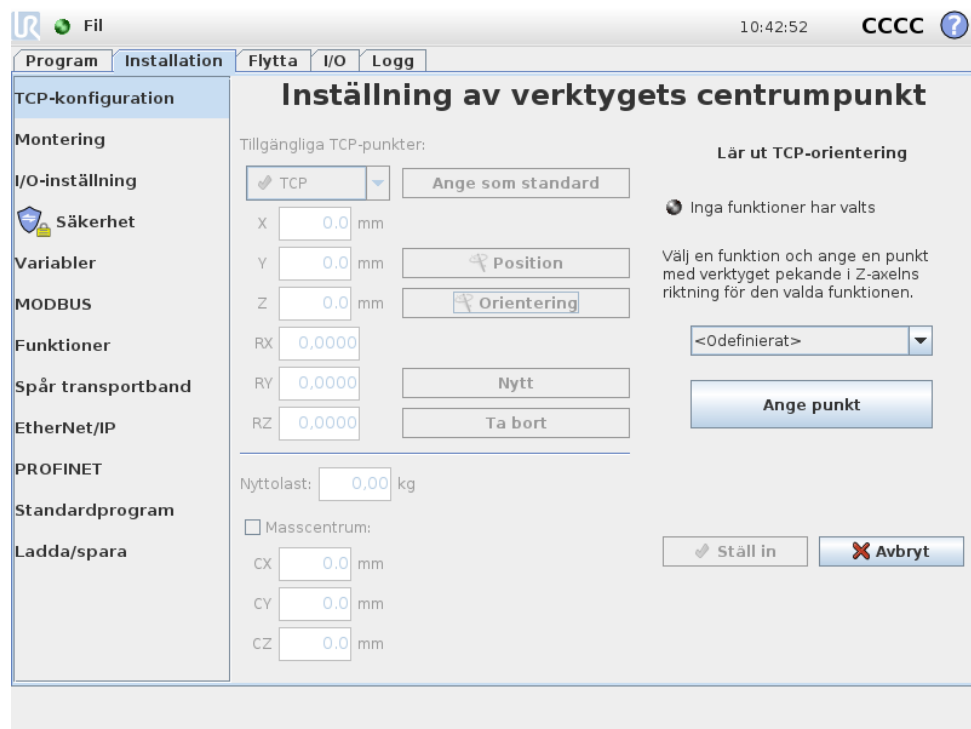 UR Fil 10:42:52 CCCC ?
Program Installation Flytta I/O Logg
TCP-konfiguration
Montering
I/O-inställning
Säkerhet
Variabler
MODBUS
Funktioner
Spår transportband
EtherNet/IP
PROFINET
Standardprogram
Ladda/spara
Inställning av verktygets centrumpunkt
Tillgängliga TCP-punkter:
TCP Ange som standard
X 0.0 mm
Y 0.0 mm Position
Z 0.0 mm Orientering
RX 0,0000
RY 0,0000 Nytt
RZ 0,0000 Ta bort
Nyttolast: 0,00 kg
Masscentrum:
CX 0.0 mm
CY 0.0 mm
CZ 0.0 mm
Lär ut TCP-orientering
Inga funktioner har valts
Välj en funktion och ange en punkt
med verktyget pekande i Z-axelns
riktning för den valda funktionen.
<Odefinierat>
Ange punkt
Ställ in Avbryt